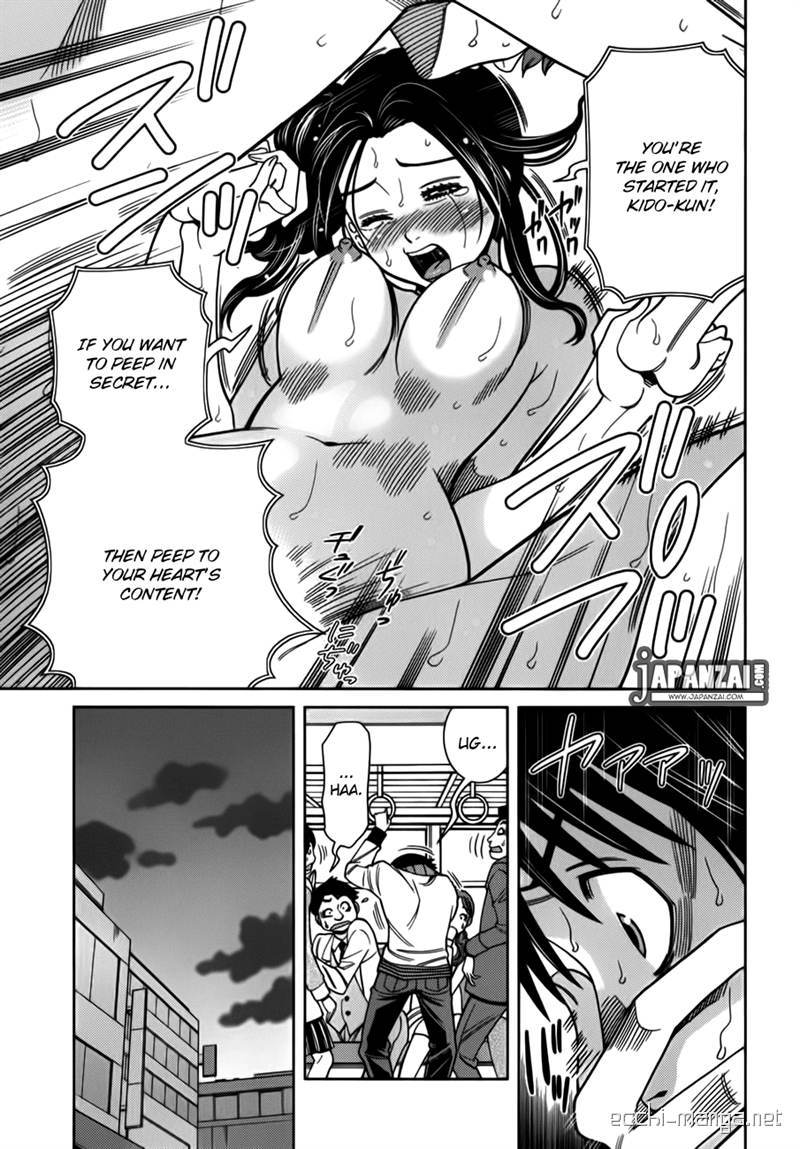 YOU'RE
THE ONE WHO
STARTED IT,
KIDO-KUN!
IF YOU WANT
TO PEEP IN
SECRET...
THEN PEEP TO
YOUR HEART'S
CONTENT!
JAPANZAI.COM
WWW.JAPANZAI.COM
UG...
...
HAA.
ヤァァァッ
ecchi-manga.net